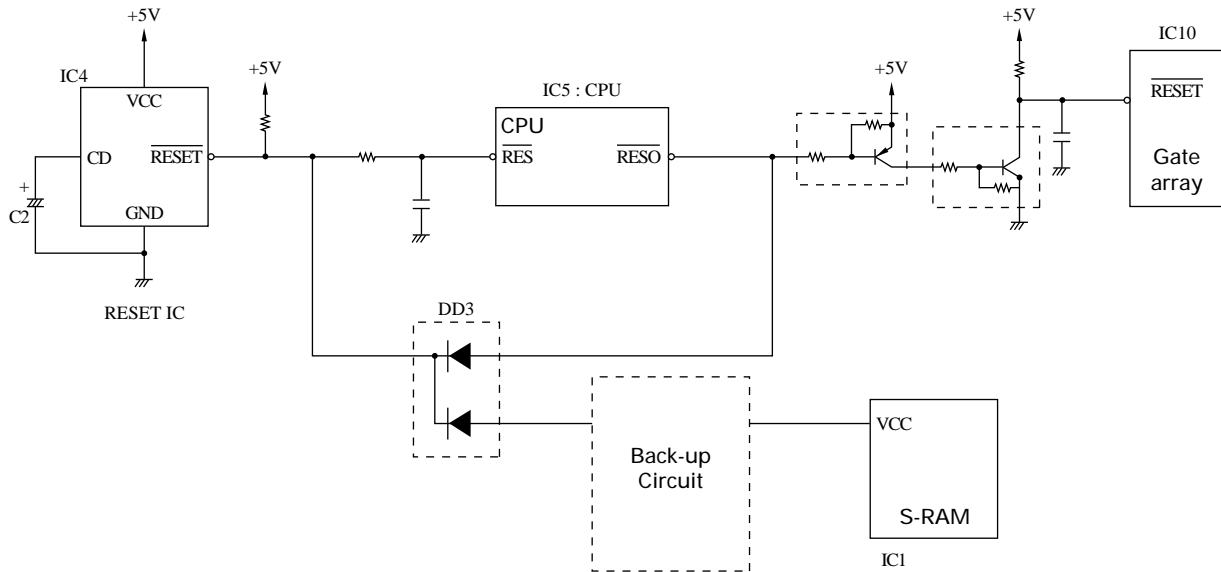 +5V
+5V
IC10
IC4
+5V
+5V
IC5 : CPU
VCC
RESET
CPU
CD
RESET
RES
RESO
Gate
array
+
C2
GND
RESET IC
DD3
VCC
Back-up
Circuit
S-RAM
IC1